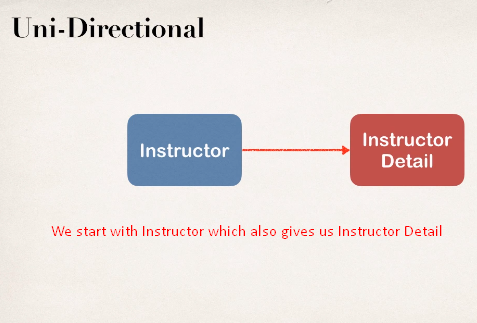 Uni-Directional
Instructor
Instructor
Detail
We start with Instructor which also gives us Instructor Detail